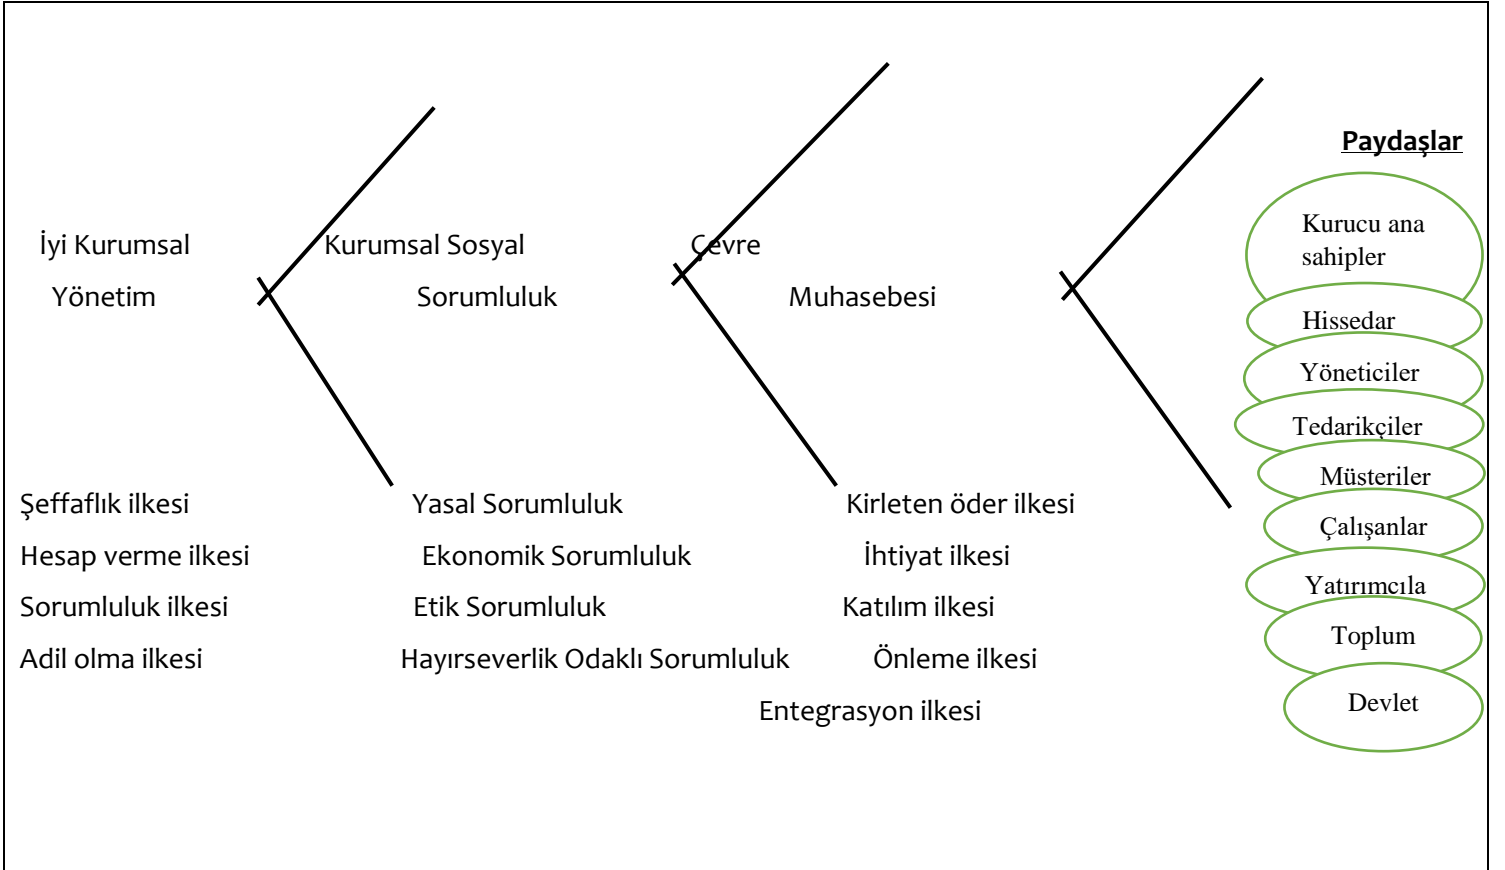 Paydaşlar
İyi Kurumsal Kurumsal Sosyal Çevre
Yönetim Sorumluluk Muhasebesi
Kurucu ana
sahipler
Hissedar
Yöneticiler
Tedarikçiler
Müsteriler
Çalışanlar
Yatırımcıla
Toplum
Devlet
Şeffaflık ilkesi Yasal Sorumluluk Kirleten öder ilkesi
Hesap verme ilkesi Ekonomik Sorumluluk İhtiyat ilkesi
Sorumluluk ilkesi Etik Sorumluluk Katılım ilkesi
Adil olma ilkesi Hayırseverlik Odaklı Sorumluluk Önleme ilkesi
Entegrasyon ilkesi